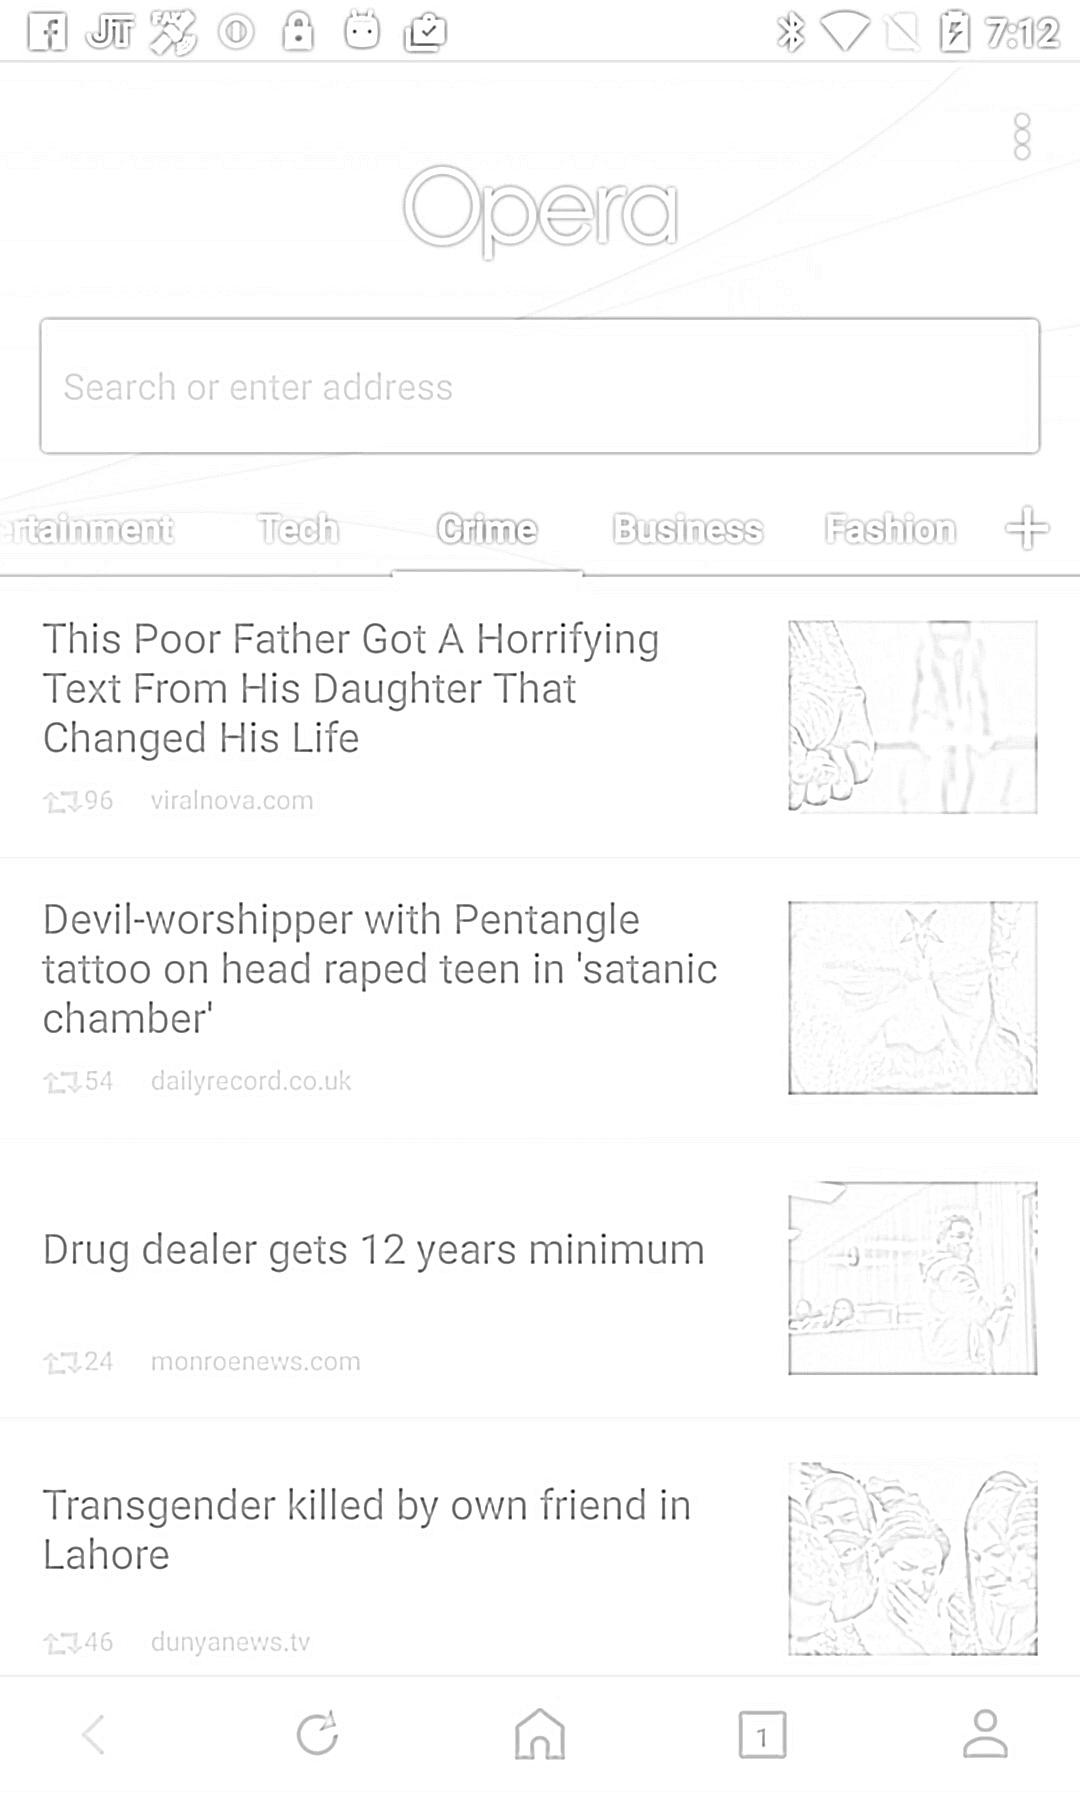 7:12
Opera
Search or enter address
rtainment Tech Crime Business Fashion
This Poor Father Got A Horrifying
Text From His Daughter That
Changed His Life
96 viralnova.com
Devil-worshipper with Pentangle
tattoo on head raped teen in 'satanic
chamber'
54 dailyrecord.co.uk
Drug dealer gets 12 years minimum
24 monroenews.com
Transgender killed by own friend in
Lahore
46 dunyanews.tv
1